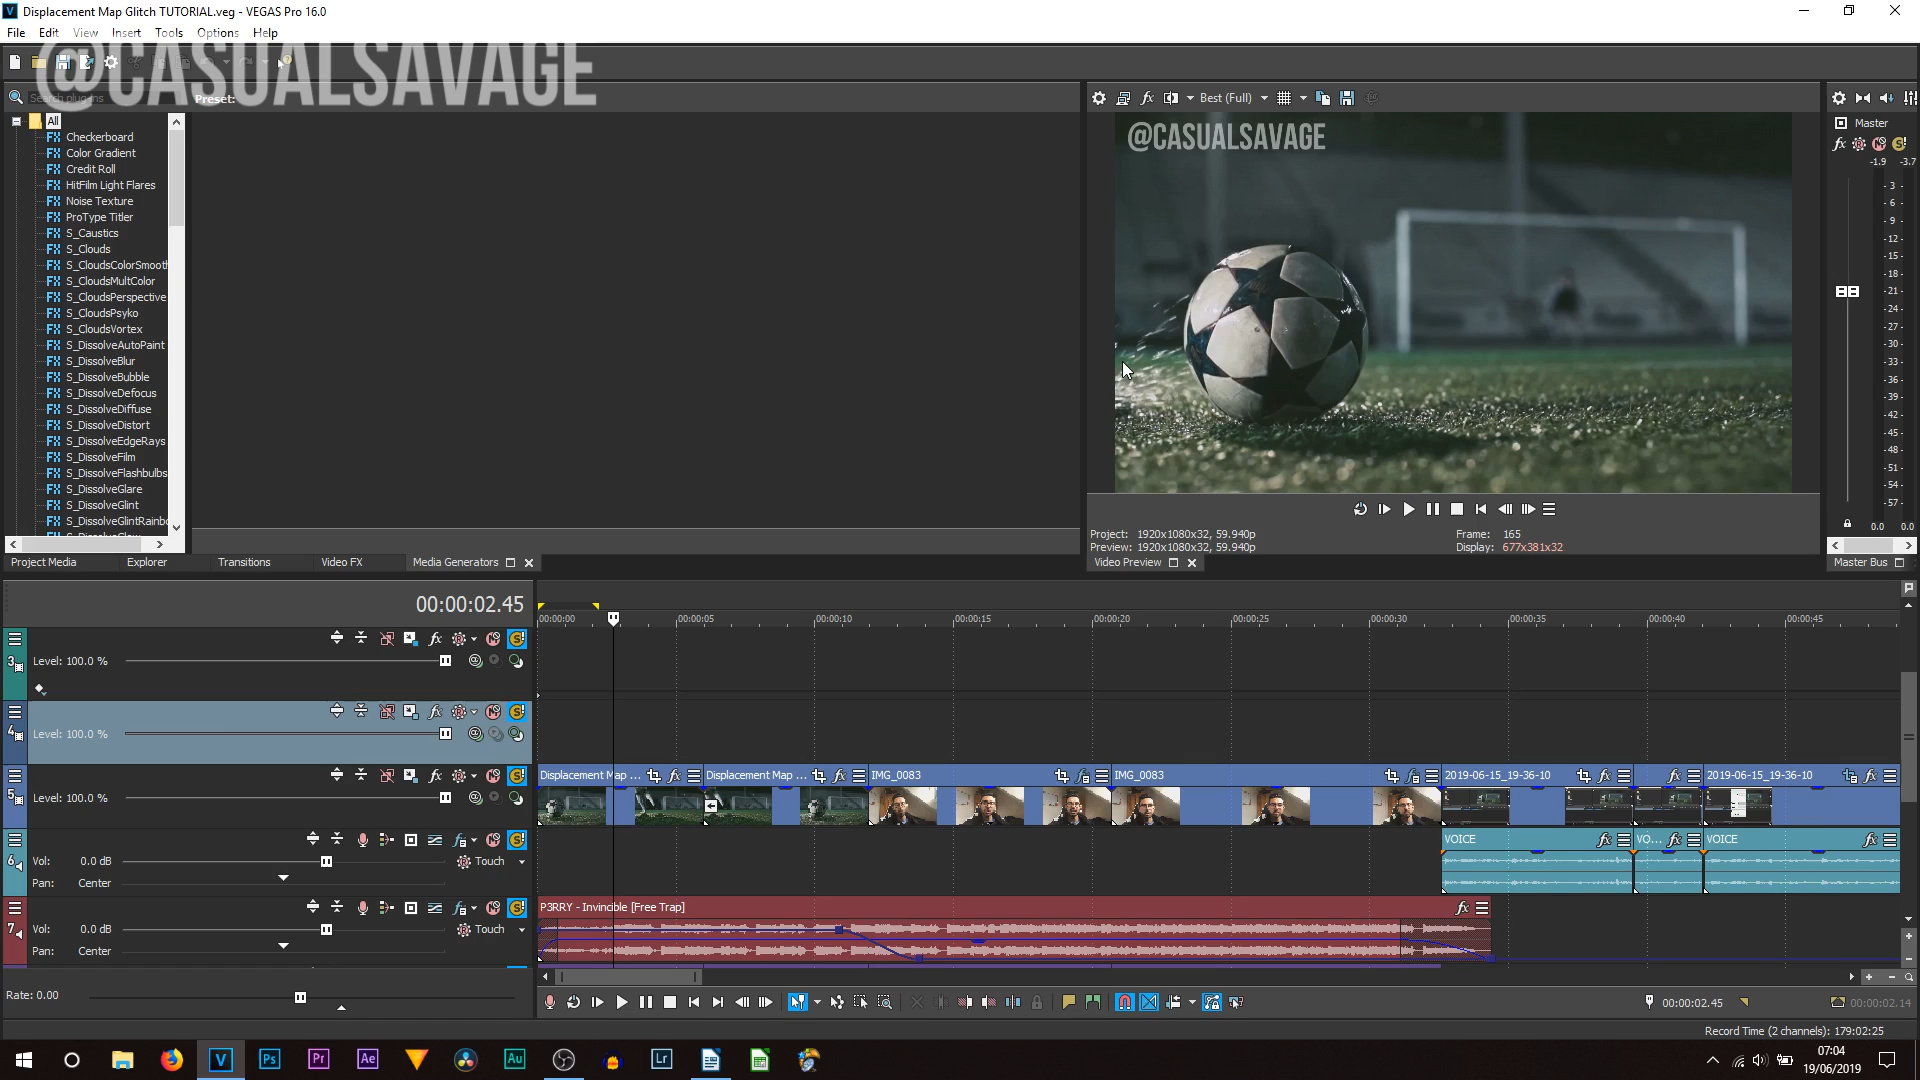 Displacement Map Glitch TUTORIAL.veg - VEGAS Pro 16.0
File Edit View Insert Tools Options Help
@CASUALSAVAGE
Search plug-ins
Preset:
All
Checkerboard
Color Gradient
Credit Roll
HitFilm Light Flares
Noise Texture
ProType Titler
S_Caustics
S_Clouds
S_CloudsColorSmooth
S_CloudsMultColor
S_CloudsPerspective
S_CloudsPsyko
S_CloudsVortex
S_DissolveAutoPaint
S_DissolveBlur
S_DissolveBubble
S_DissolveDefocus
S_DissolveDiffuse
S_DissolveDistort
S_DissolveEdgeRays
S_DissolveFilm
S_DissolveFlashbulbs
S_DissolveGlare
S_DissolveGlint
S_DissolveGlintRainbo
Project Media Explorer Transitions Video FX Media Generators
Best (Full)
@CASUALSAVAGE
Project: 1920x1080x32, 59.940p
Preview: 1920x1080x32, 59.940p
Frame: 165
Display: 677x381x32
Video Preview
Master
-1.9 -3.7
- 3 -
- 6 -
- 9 -
-12-
-15-
-18-
-21-
-24-
-27-
-30-
-33-
-36-
-39-
-42-
-45-
-48-
-51-
-54-
-57-
0.0 0.0
Master Bus
00:00:02.45
00:00:00 00:00:05 00:00:10 00:00:15 00:00:20 00:00:25 00:00:30 00:00:35 00:00:40 00:00:45
3
Level: 100.0 %
4
Level: 100.0 %
5
Level: 100.0 %
Displacement Map ... Displacement Map ... IMG_0083 IMG_0083 2019-06-15_19-36-10 2019-06-15_19-36-10
6
Vol: 0.0 dB Touch
Pan: Center
VOICE VO... VOICE
7
Vol: 0.0 dB Touch
Pan: Center
P3RRY - Invincible [Free Trap]
Rate: 0.00
00:00:02.45 00:00:02.14
Record Time (2 channels): 179:02:25
V Ps Pr Ae Au Lr
07:04
19/06/2019